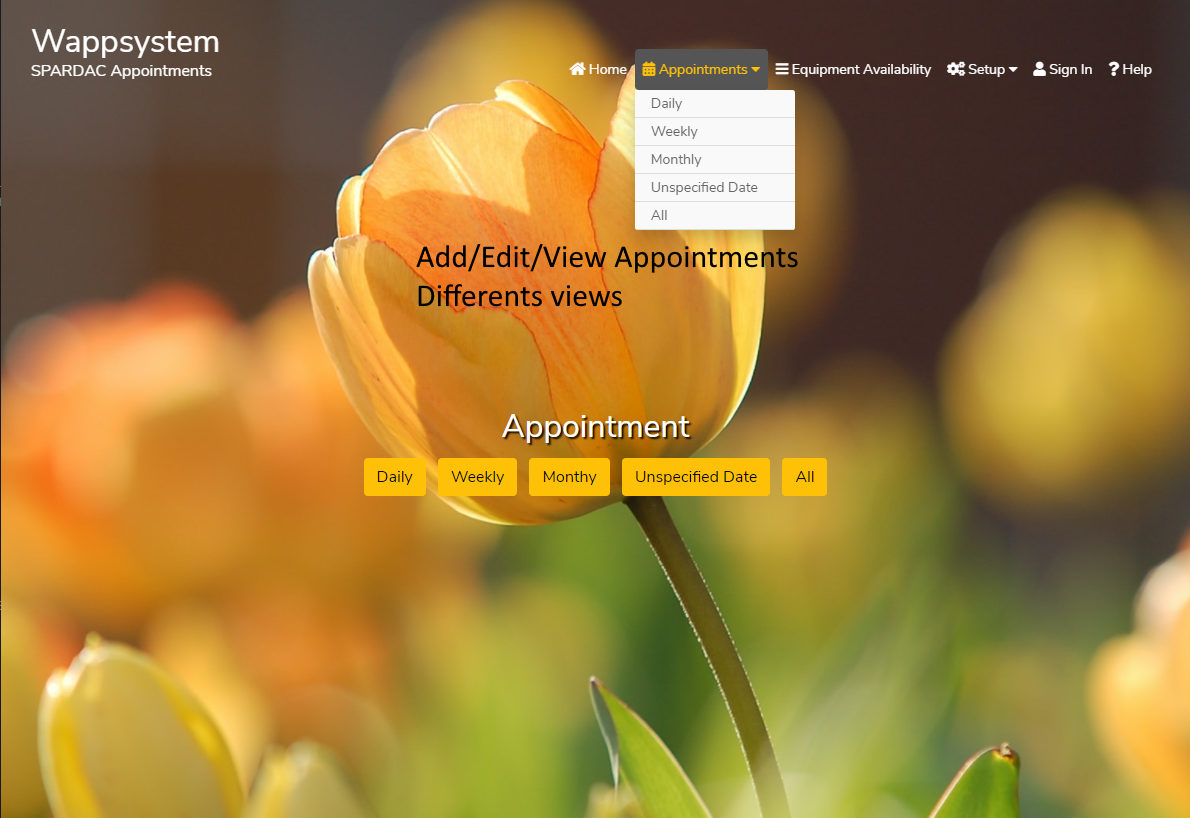 Wappsystem
SPARDAC Appointments
Home Appointments Equipment Availability Setup Sign In ? Help
Daily
Weekly
Monthly
Unspecified Date
All
Add/Edit/View Appointments
Differents views
Appointment
Daily Weekly Monthy Unspecified Date All